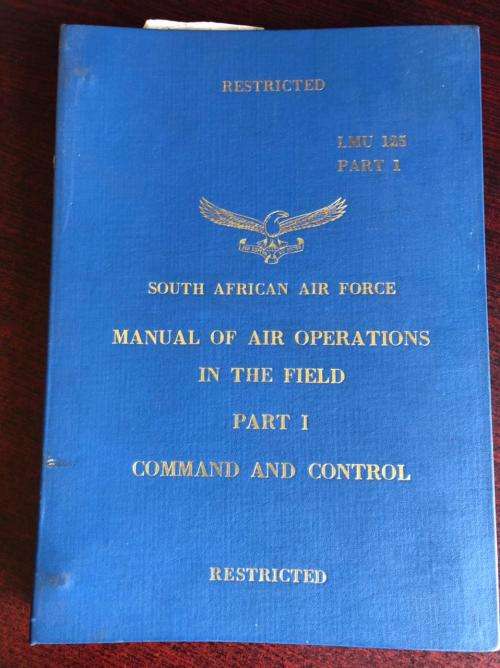 RESTRICTED
LMU 125
PART 1
SOUTH AFRICAN AIR FORCE
MANUAL OF AIR OPERATIONS
IN THE FIELD
PART I
COMMAND AND CONTROL
RESTRICTED